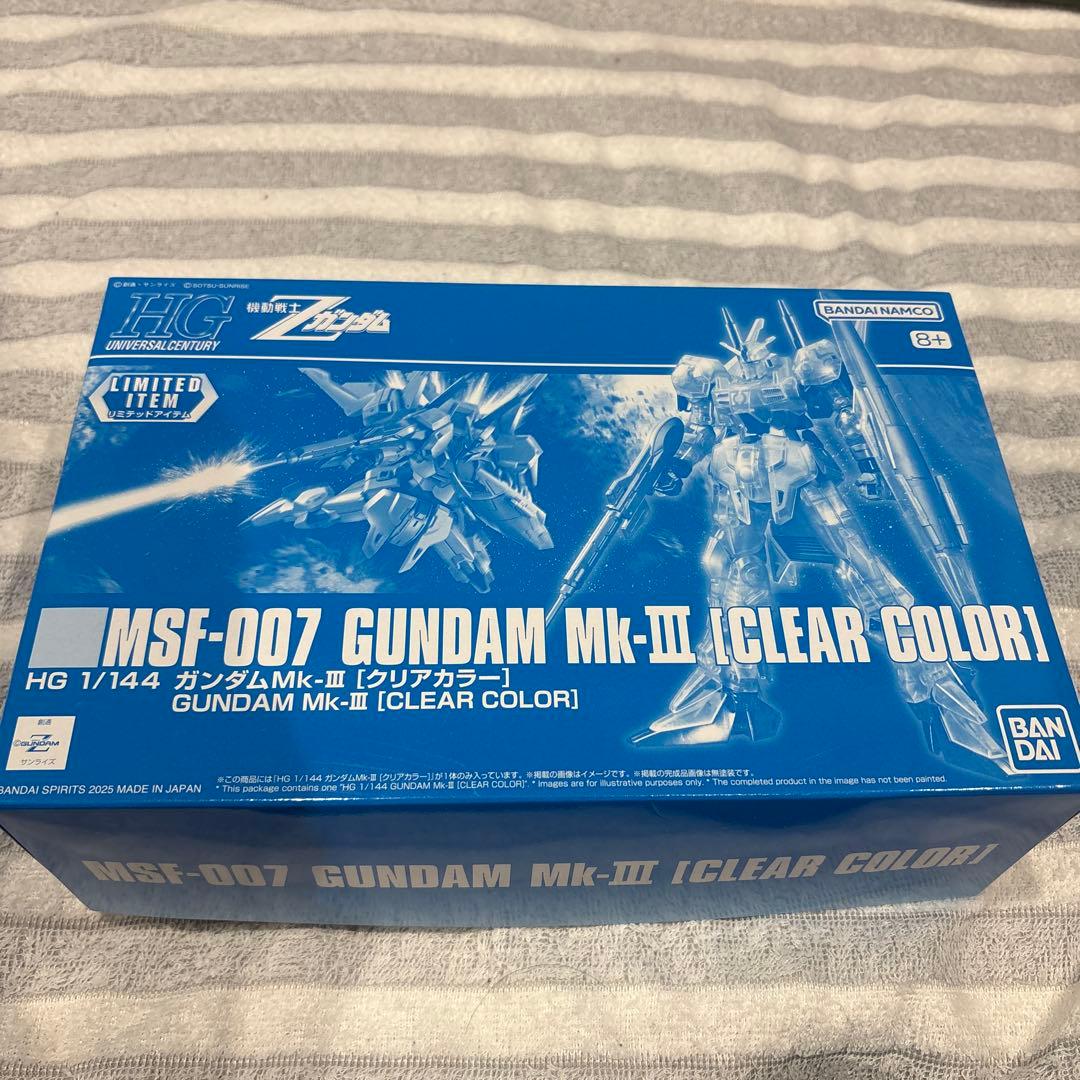 ©創通・サンライズ ©SOTSU・SUNRISE
HG
UNIVERSAL CENTURY
機動戦士Ζガンダム
BANDAI NAMCO
8+
LIMITED
ITEM
リミテッドアイテム
MSF-007 GUNDAM Mk-III [CLEAR COLOR]
HG 1/144 ガンダムMk-III [クリアカラー]
GUNDAM Mk-III [CLEAR COLOR]
創通
©GUNDAM
サンライズ
BAN
DAI
※この商品には「HG 1/144 ガンダムMk-III [クリアカラー]」が1体のみ入っています。※掲載の画像はイメージです。※掲載の完成品画像は無塗装です。
* This package contains one "HG 1/144 GUNDAM Mk-III [CLEAR COLOR]". * Images are for illustrative purposes only. * The completed product in the image has not been painted.
BANDAI SPIRITS 2025 MADE IN JAPAN
MSF-007 GUNDAM Mk-III [CLEAR COLOR]